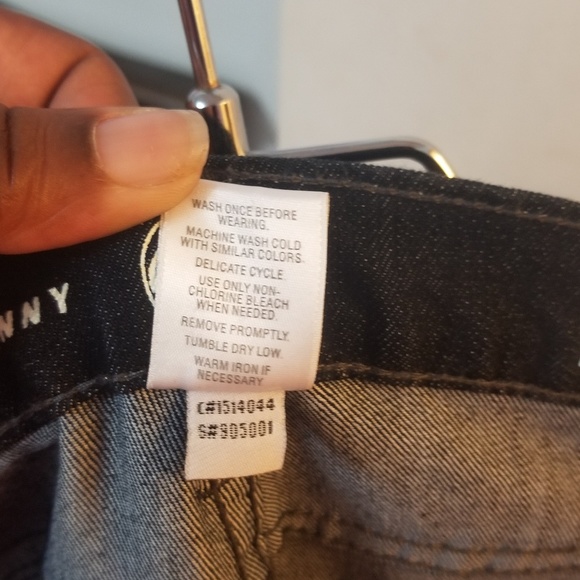 NNY
WASH ONCE BEFORE
WEARING.
MACHINE WASH COLD
WITH SIMILAR COLORS.
DELICATE CYCLE.
USE ONLY NON-
CHLORINE BLEACH
WHEN NEEDED.
REMOVE PROMPTLY.
TUMBLE DRY LOW.
WARM IRON IF
NECESSARY
C#1514044
S#905001